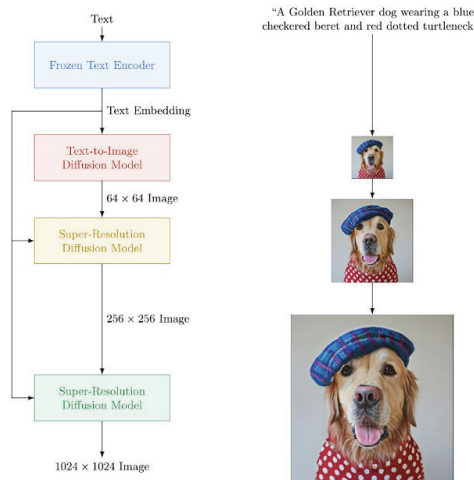 Text
Frozen Text Encoder
Text Embedding
Text-to-Image
Diffusion Model
64 × 64 Image
Super-Resolution
Diffusion Model
256 × 256 Image
Super-Resolution
Diffusion Model
1024 × 1024 Image
“A Golden Retriever dog wearing a blue
checkered beret and red dotted turtleneck